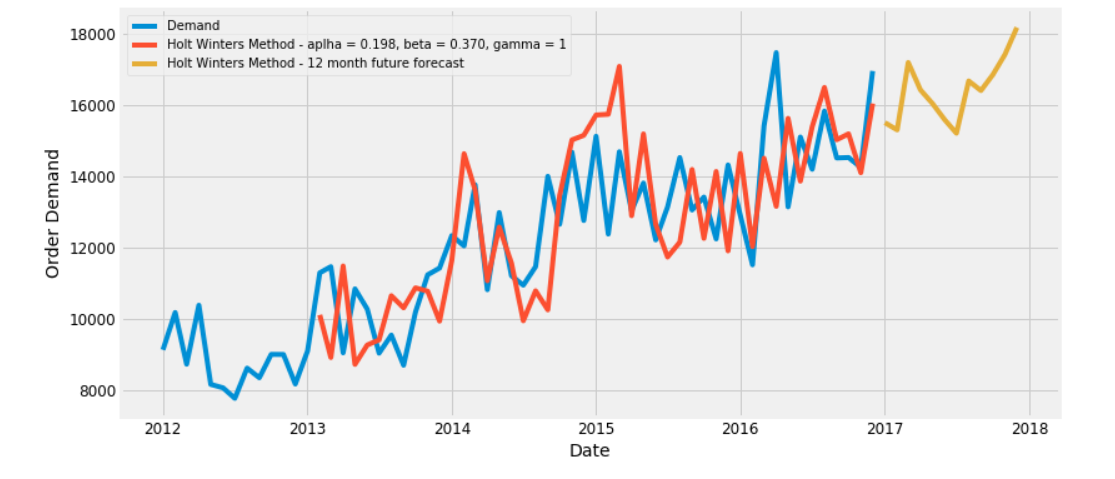 Demand
Holt Winters Method - aplha = 0.198, beta = 0.370, gamma = 1
Holt Winters Method - 12 month future forecast
18000
16000
14000
12000
10000
8000
Order Demand
2012 2013 2014 2015 2016 2017 2018
Date